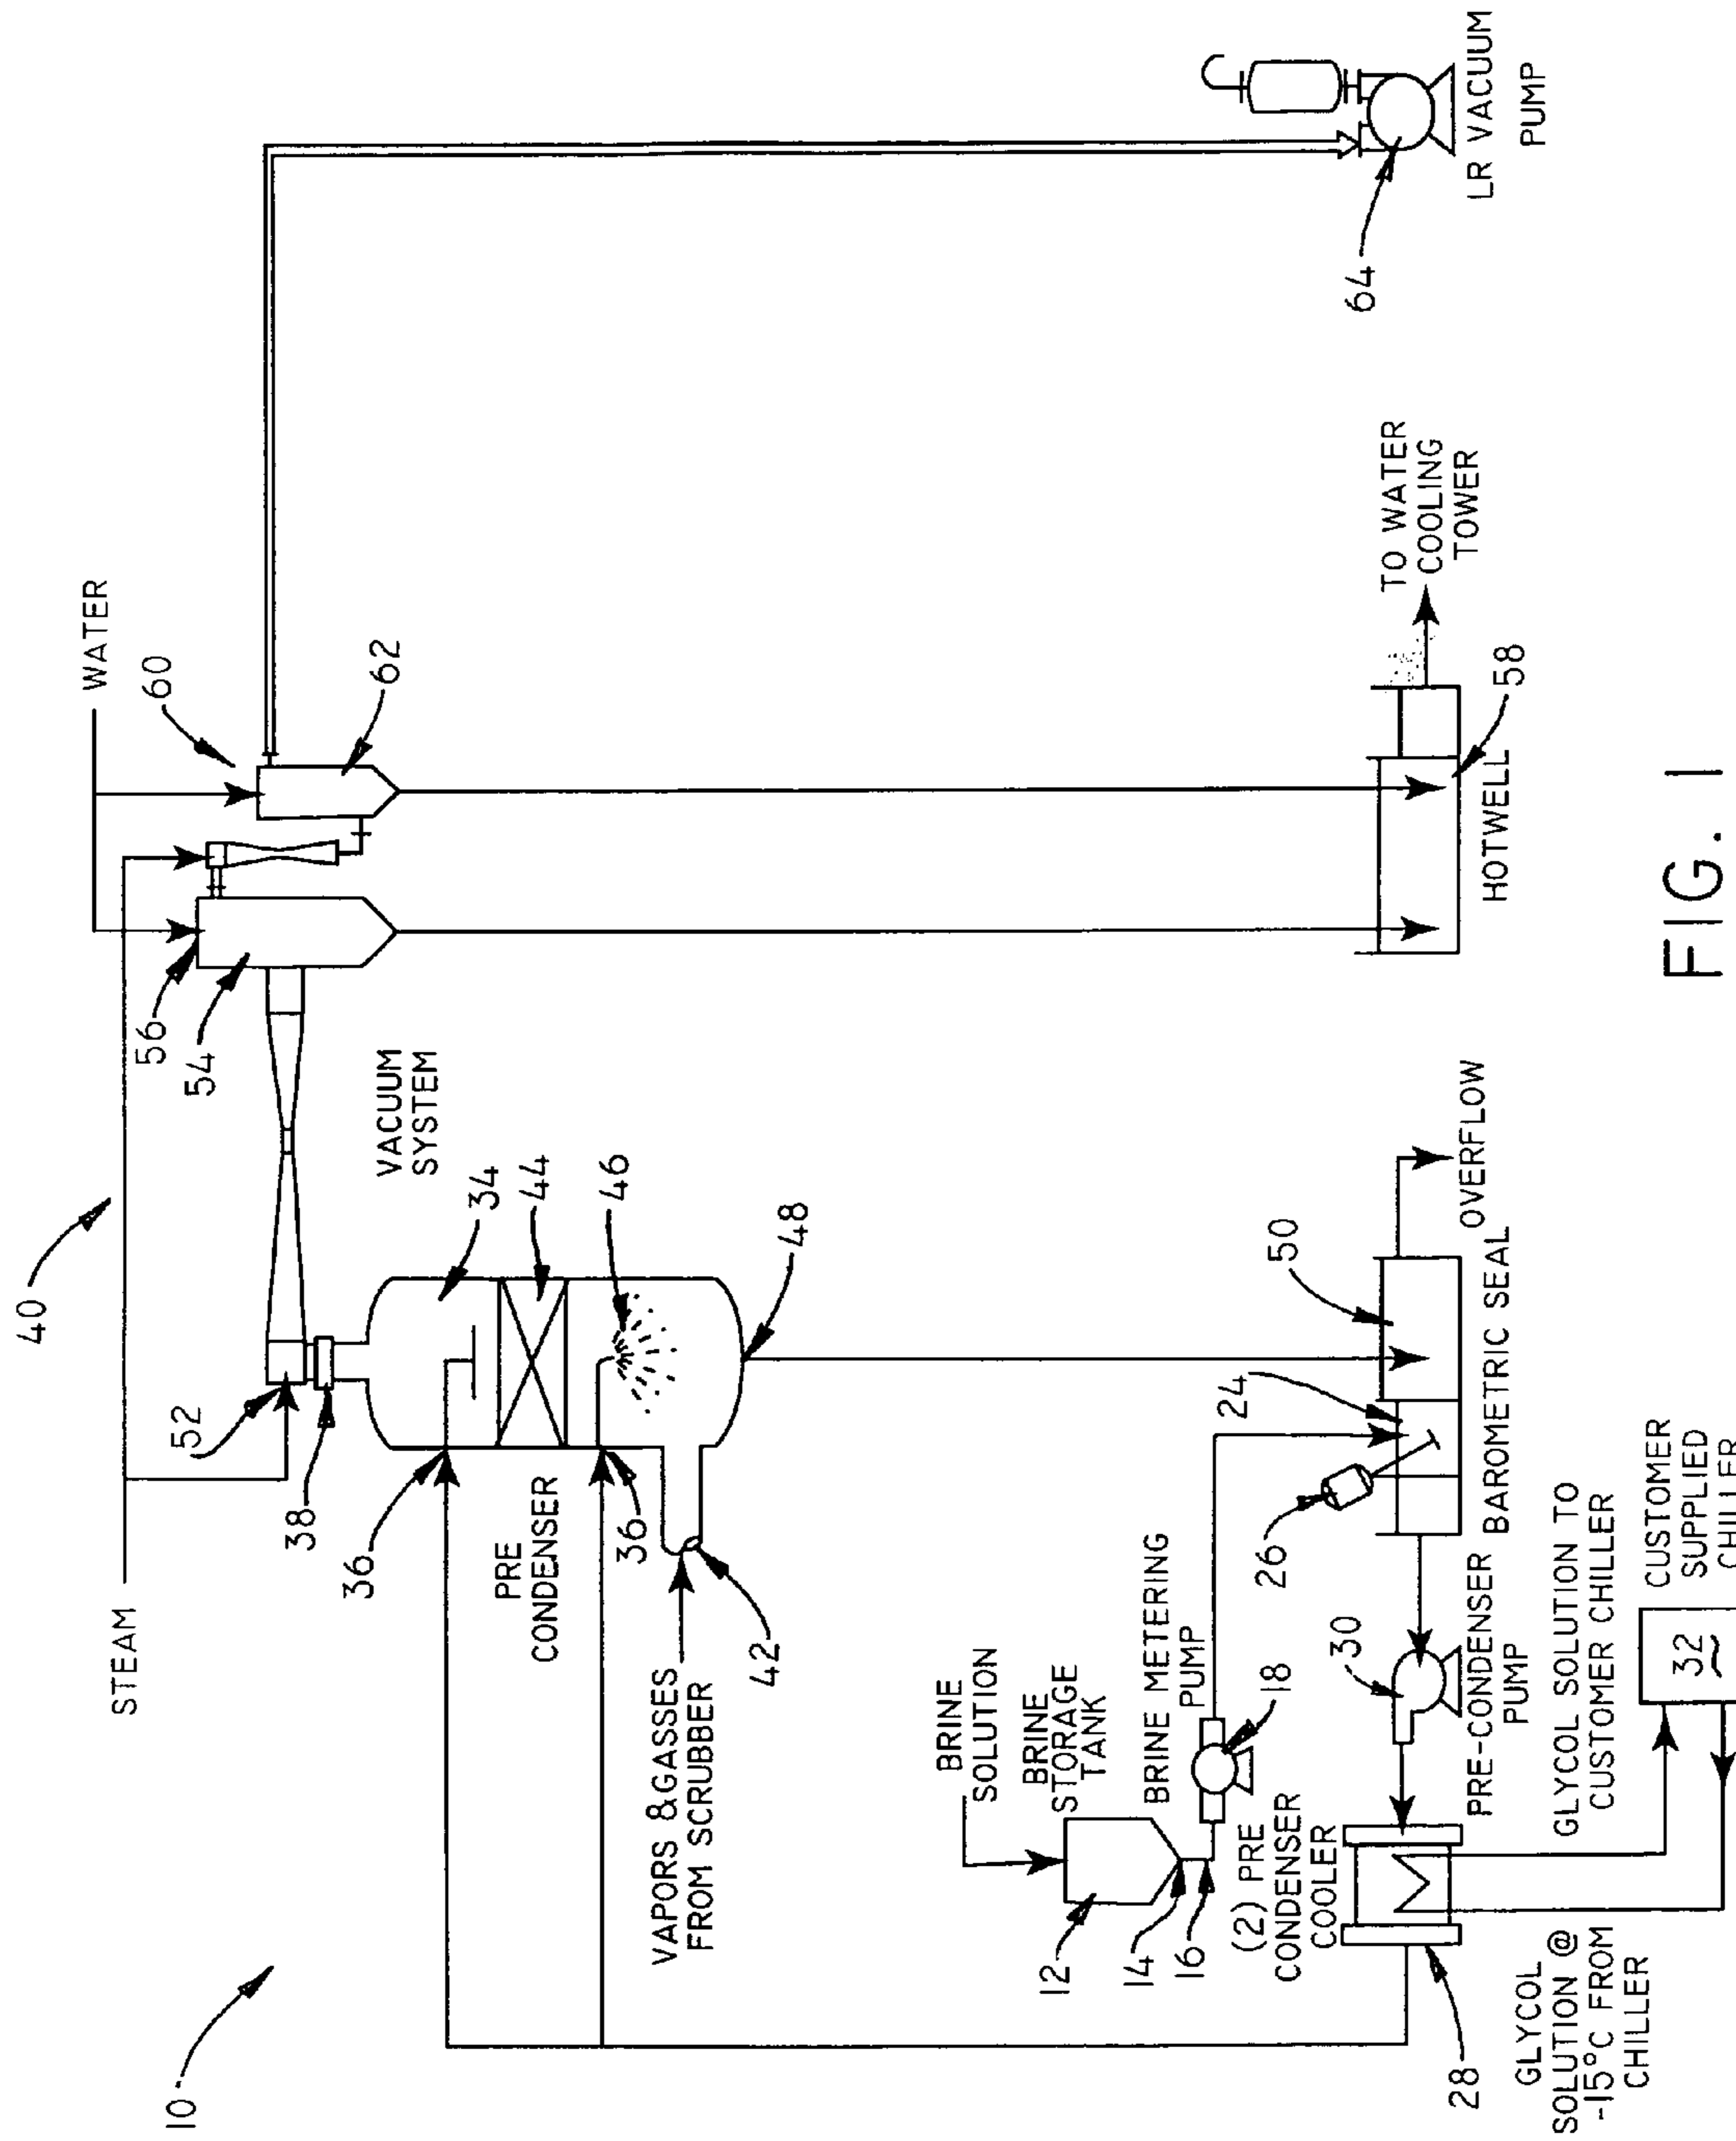 10
40
STEAM
WATER
52
38
36
PRE
CONDENSER
36
VAPORS &GASSES
FROM SCRUBBER
42
34
44
46
48
VACUUM
SYSTEM
56
54
60
62
BRINE
SOLUTION
BRINE
STORAGE
TANK
12
14
16
BRINE METERING
PUMP
18
(2) PRE
CONDENSER
COOLER
28
GLYCOL
SOLUTION @
-15°C FROM
CHILLER
30
PRE-CONDENSER
PUMP
GLYCOL SOLUTION TO
CUSTOMER CHILLER
32
CUSTOMER
SUPPLIED
CHILLER
26
24
50
BAROMETRIC SEAL
OVERFLOW
HOTWELL
58
TO WATER
COOLING
TOWER
64
LR VACUUM
PUMP
FIG. 1